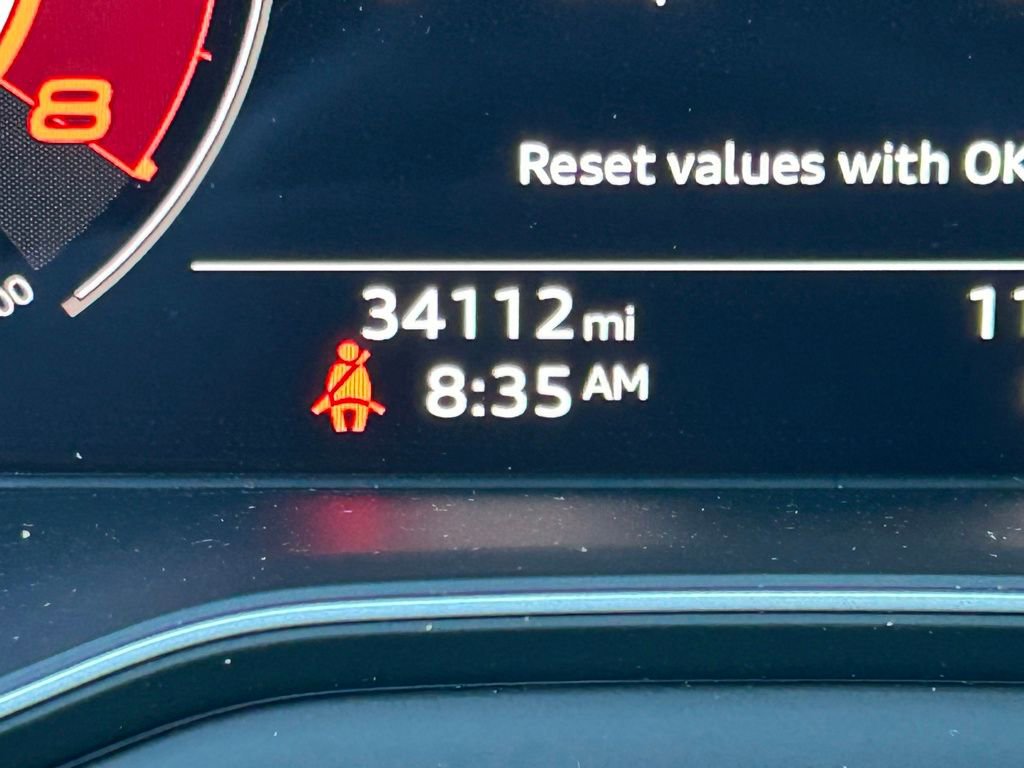 8
Reset values with OK
34112 mi
8:35 AM